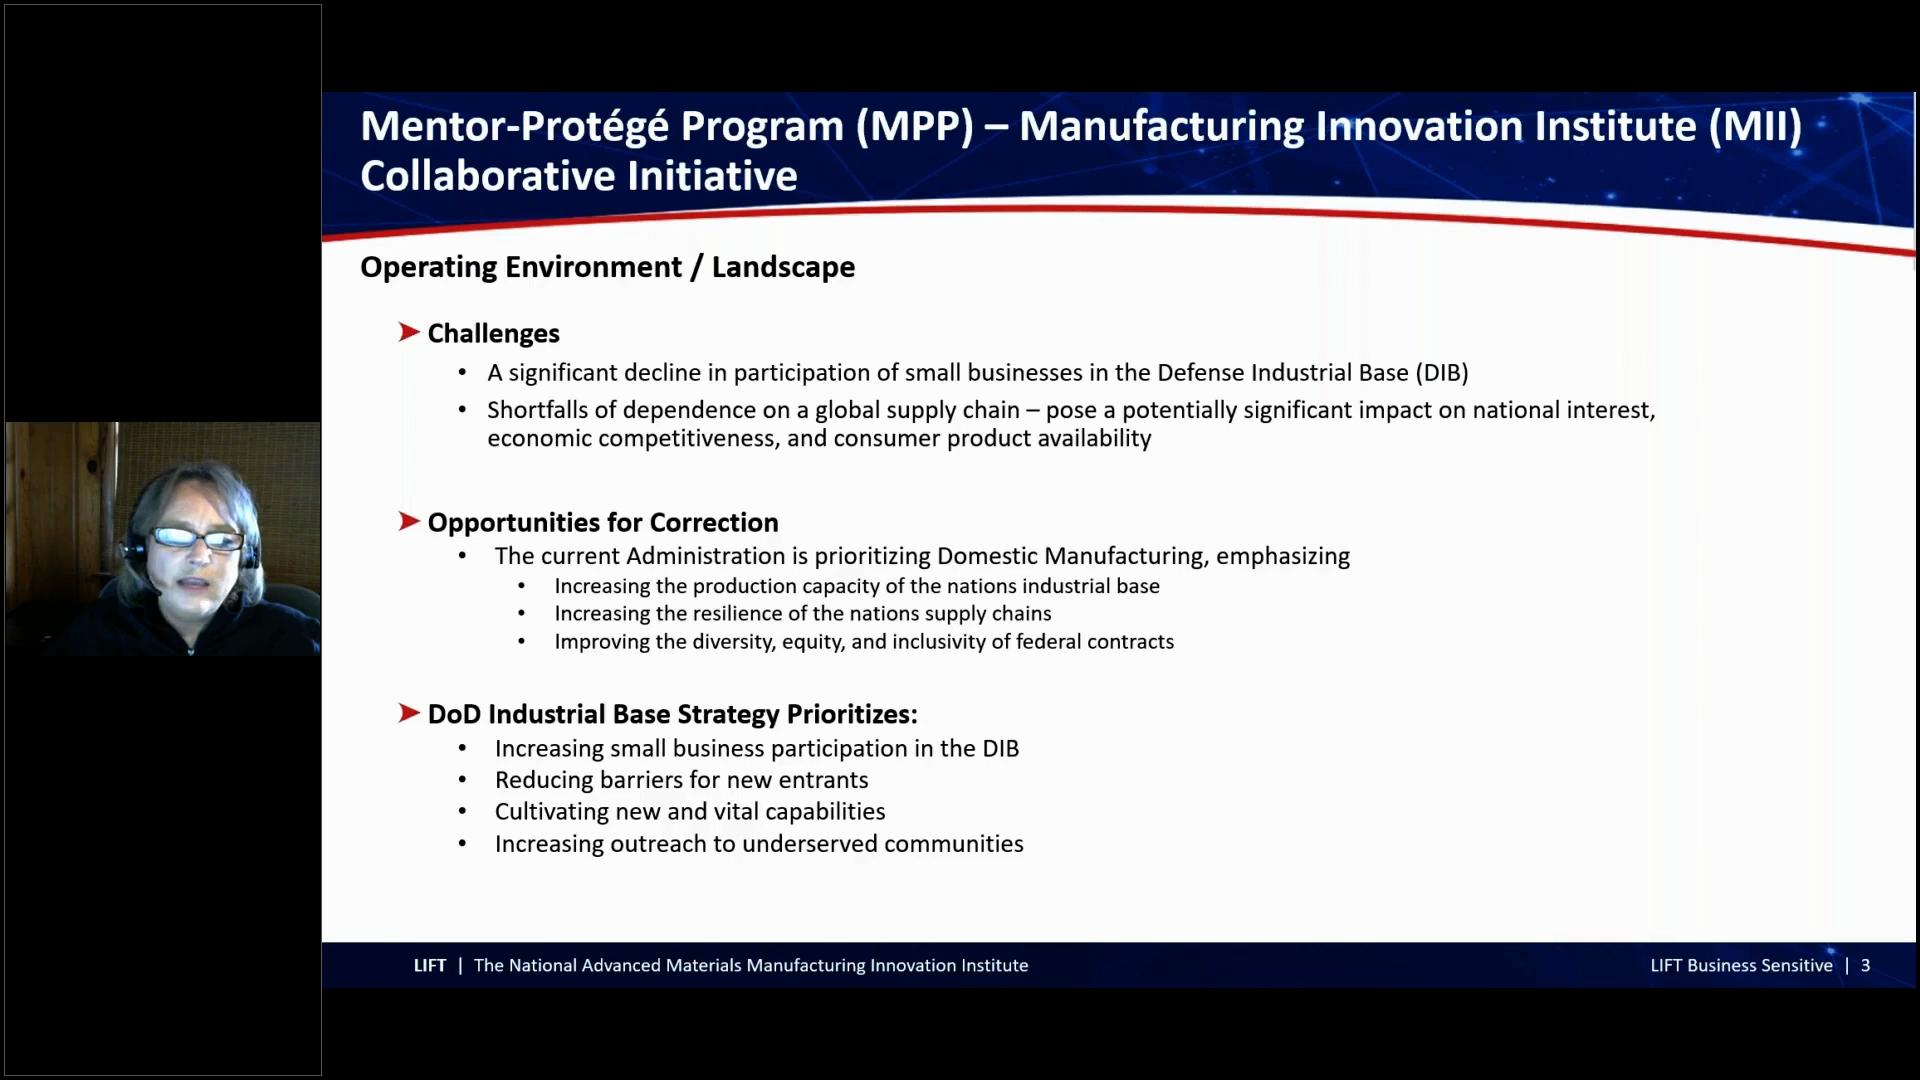 Mentor-Protégé Program (MPP) – Manufacturing Innovation Institute (MII)
Collaborative Initiative
Operating Environment / Landscape
➤ Challenges
• A significant decline in participation of small businesses in the Defense Industrial Base (DIB)
• Shortfalls of dependence on a global supply chain – pose a potentially significant impact on national interest,
economic competitiveness, and consumer product availability
➤ Opportunities for Correction
• The current Administration is prioritizing Domestic Manufacturing, emphasizing
• Increasing the production capacity of the nations industrial base
• Increasing the resilience of the nations supply chains
• Improving the diversity, equity, and inclusivity of federal contracts
➤ DoD Industrial Base Strategy Prioritizes:
• Increasing small business participation in the DIB
• Reducing barriers for new entrants
• Cultivating new and vital capabilities
• Increasing outreach to underserved communities
LIFT | The National Advanced Materials Manufacturing Innovation Institute
LIFT Business Sensitive | 3